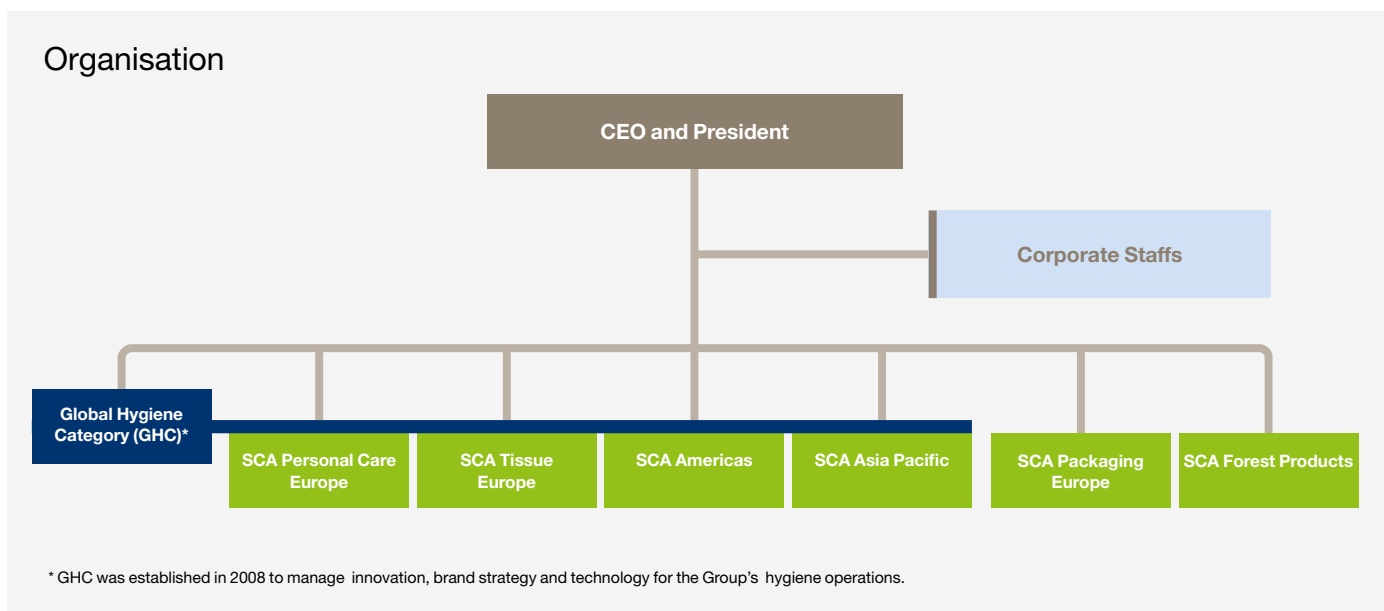 Organisation
CEO and President
Corporate Staffs
Global Hygiene
Category (GHC)*
SCA Personal Care
Europe
SCA Tissue
Europe
SCA Americas
SCA Asia Pacific
SCA Packaging
Europe
SCA Forest Products
* GHC was established in 2008 to manage innovation, brand strategy and technology for the Group's hygiene operations.